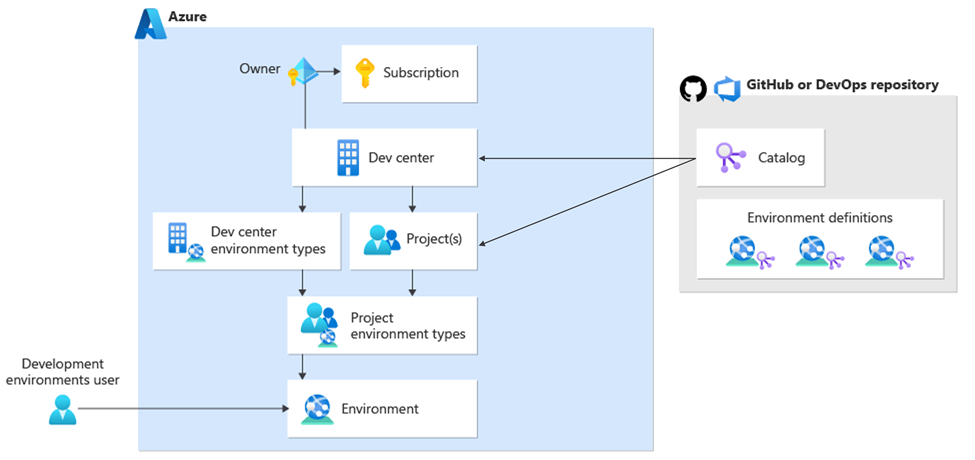 Azure
Owner
Subscription
GitHub or DevOps repository
Dev center
Catalog
Dev center
environment types
Project(s)
Environment definitions
Project
environment types
Development
environments user
Environment